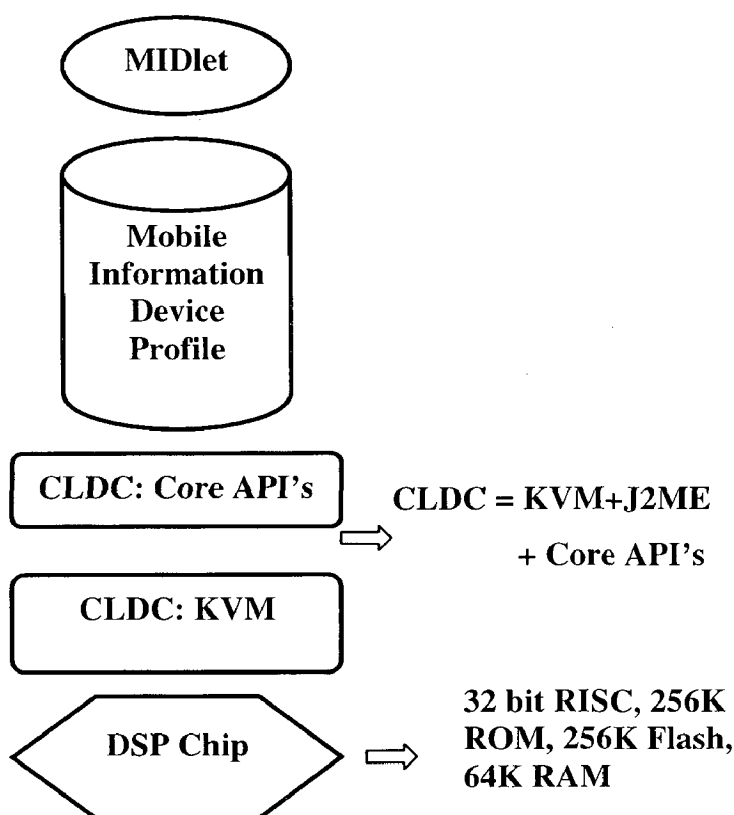 MIDlet
Mobile
Information
Device
Profile
CLDC: Core API's
CLDC = KVM+J2ME
+ Core API's
CLDC: KVM
DSP Chip
32 bit RISC, 256K
ROM, 256K Flash,
64K RAM